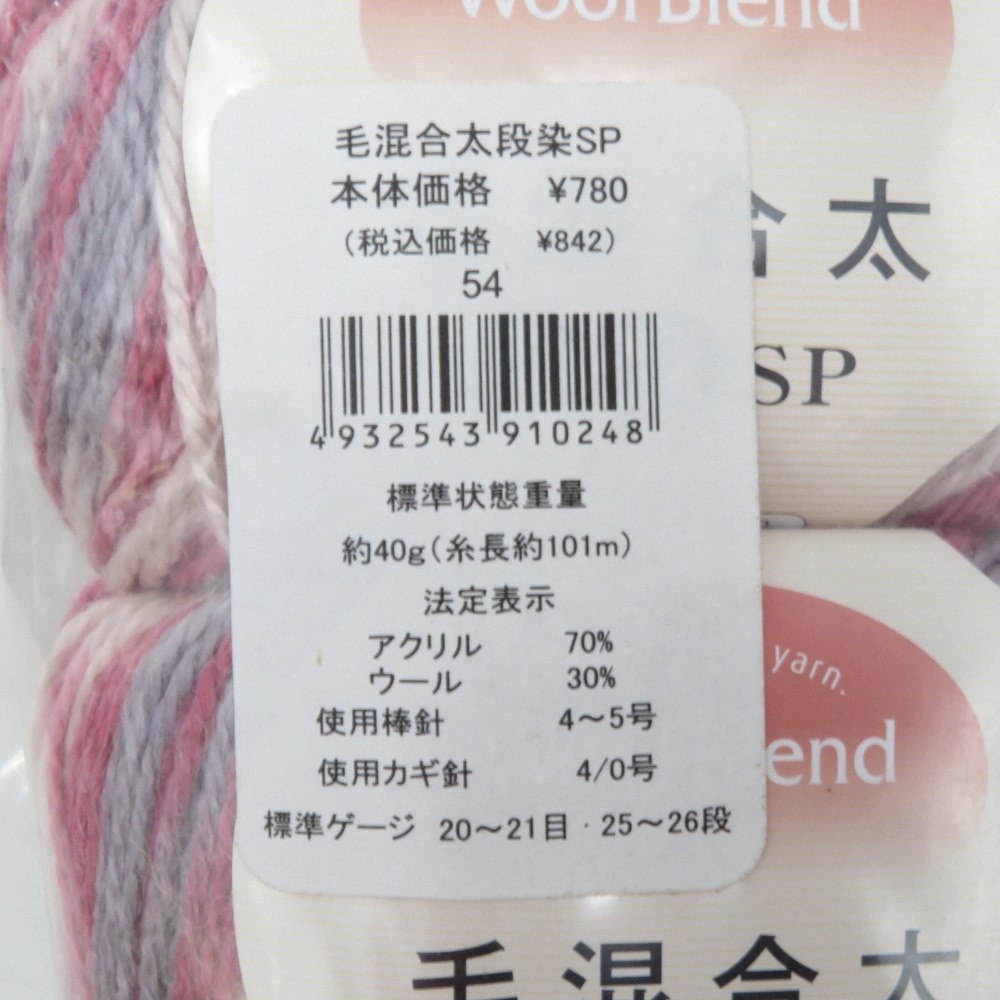 Wool Blend
毛混合太段染SP
本体価格 ¥780
(税込価格 ¥842)
54
4932543910248
標準状態重量
約40g(糸長約101m)
法定表示
アクリル 70%
ウール 30%
使用棒針 4〜5号
使用カギ針 4/0号
標準ゲージ 20〜21目・25〜26段
合太
SP
yarn.
end
毛混合太